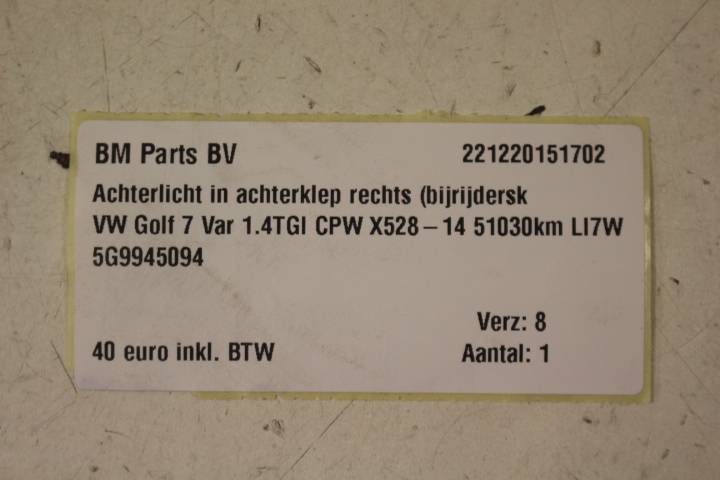 BM Parts BV 221220151702
Achterlicht in achterklep rechts (bijrijdersk
VW Golf 7 Var 1.4TGI CPW X528 – 14 51030km LI7W
5G9945094
Verz: 8
40 euro inkl. BTW Aantal: 1